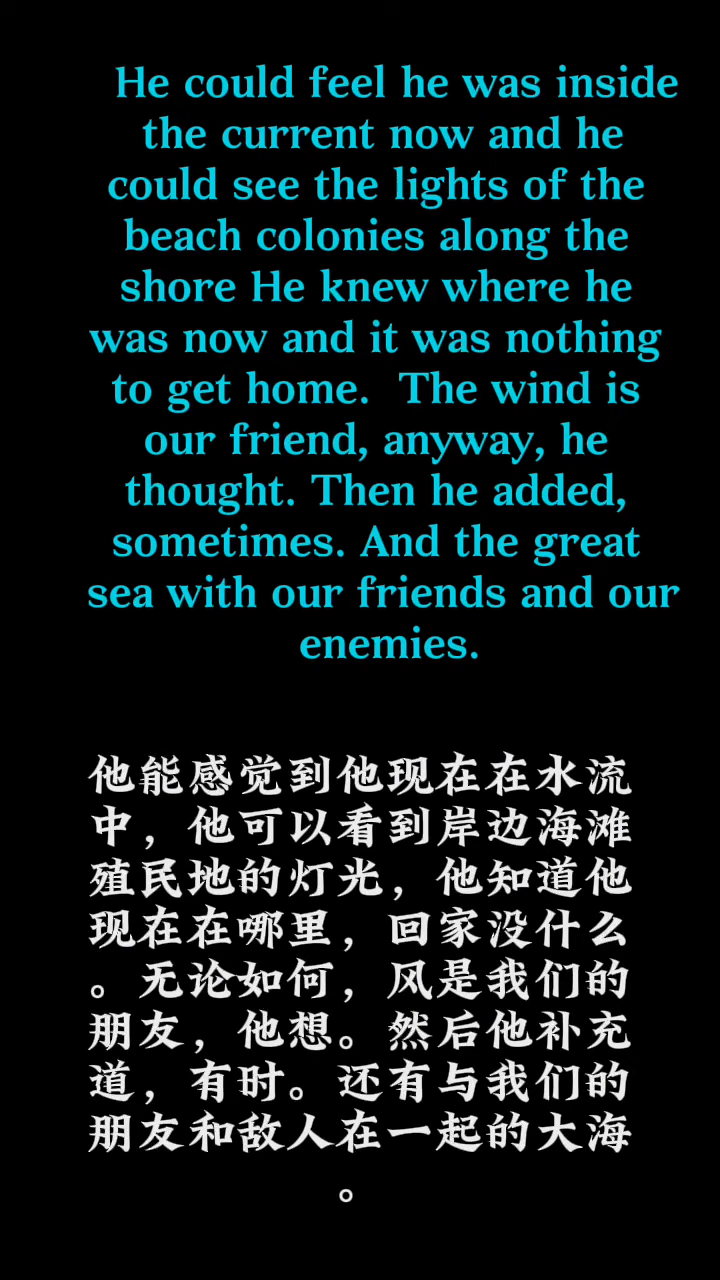 He could feel he was inside
the current now and he
could see the lights of the
beach colonies along the
shore He knew where he
was now and it was nothing
to get home.  The wind is
our friend, anyway, he
thought. Then he added,
sometimes. And the great
sea with our friends and our
enemies.
他能感觉到他现在在水流
中，他可以看到岸边海滩
殖民地的灯光，他知道他
现在在哪里，回家没什么
。无论如何，风是我们的
朋友，他想。然后他补充
道，有时。还有与我们的
朋友和敌人在一起的大海
。